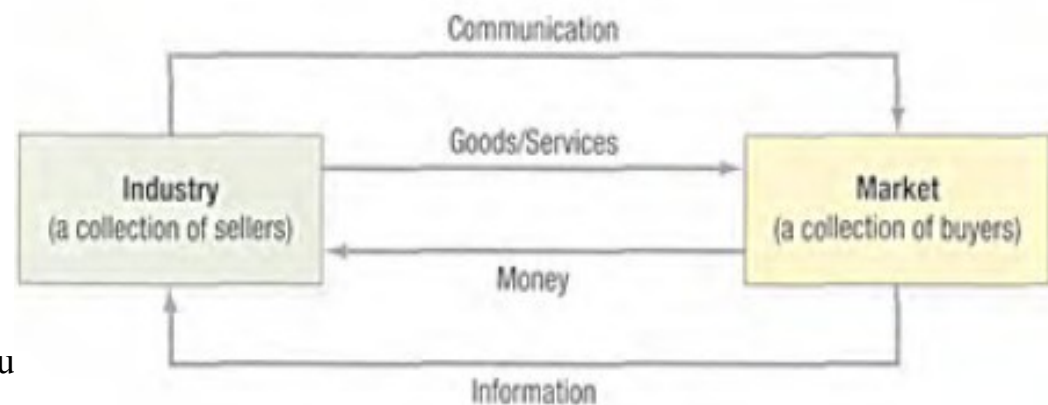 Communication
Goods/Services
Industry
(a collection of sellers)
Market
(a collection of buyers)
Money
u
Information